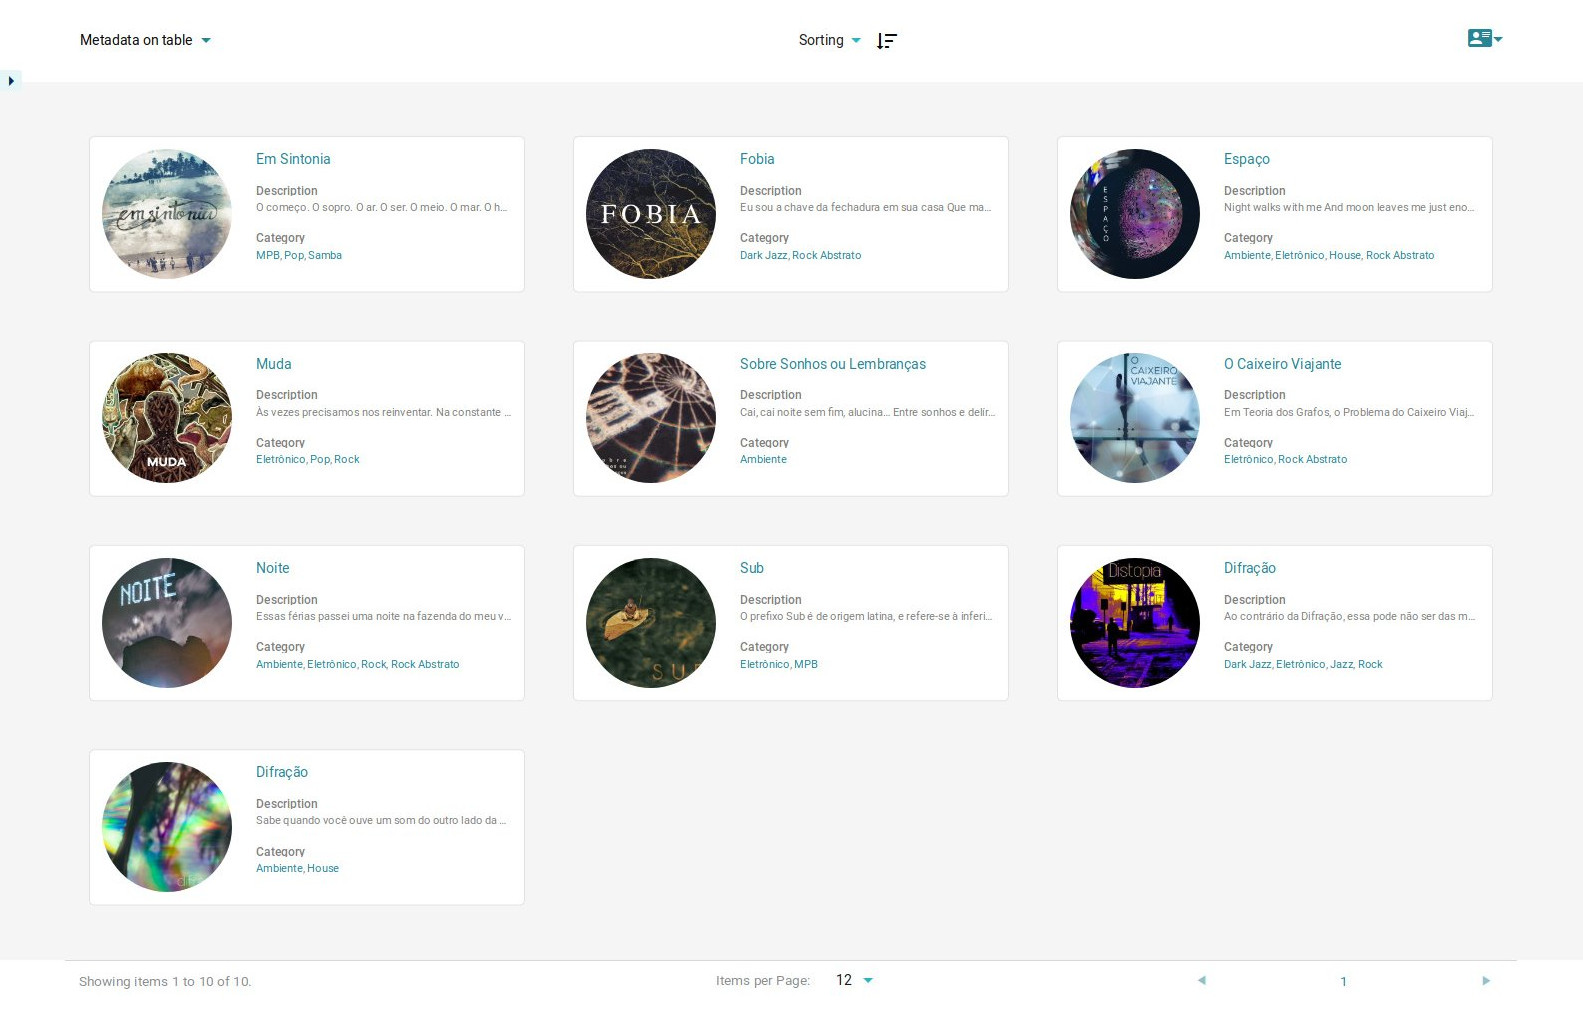 Metadata on table
Sorting
em sintonia
Em Sintonia
Description
O começo. O sopro. O ar. O ser. O meio. O mar. O h...
Category
MPB, Pop, Samba
FOBIA
Fobia
Description
Eu sou a chave da fechadura em sua casa Que ma...
Category
Dark Jazz, Rock Abstrato
ESPAÇO
Espaço
Description
Night walks with me And moon leaves me just eno...
Category
Ambiente, Eletrônico, House, Rock Abstrato
MUDA
Muda
Description
Às vezes precisamos nos reinventar. Na constante ...
Category
Eletrônico, Pop, Rock
Sobre Sonhos ou Lembranças
Description
Cai, cai noite sem fim, alucina... Entre sonhos e delír...
Category
Ambiente
O
CAIXEIRO
VIAJANTE
O Caixeiro Viajante
Description
Em Teoria dos Grafos, o Problema do Caixeiro Viaj...
Category
Eletrônico, Rock Abstrato
NOITE
Noite
Description
Essas férias passei uma noite na fazenda do meu v...
Category
Ambiente, Eletrônico, Rock, Rock Abstrato
SUB
Sub
Description
O prefixo Sub é de origem latina, e refere-se à inferi...
Category
Eletrônico, MPB
Distopia
Difração
Description
Ao contrário da Difração, essa pode não ser das m...
Category
Dark Jazz, Eletrônico, Jazz, Rock
Difração
Description
Sabe quando você ouve um som do outro lado da ...
Category
Ambiente, House
Showing items 1 to 10 of 10.
Items per Page: 12
1